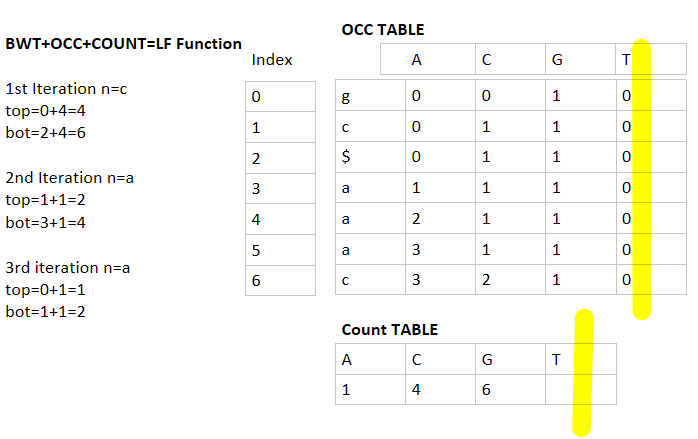 BWT+OCC+COUNT=LF Function
1st Iteration n=c
top=0+4=4
bot=2+4=6
2nd Iteration n=a
top=1+1=2
bot=3+1=4
3rd iteration n=a
top=0+1=1
bot=1+1=2
Index
0
1
2
3
4
5
6
OCC TABLE
A C G T
g 0 0 1 0
c 0 1 1 0
$ 0 1 1 0
a 1 1 1 0
a 2 1 1 0
a 3 1 1 0
c 3 2 1 0
Count TABLE
A C G T
1 4 6